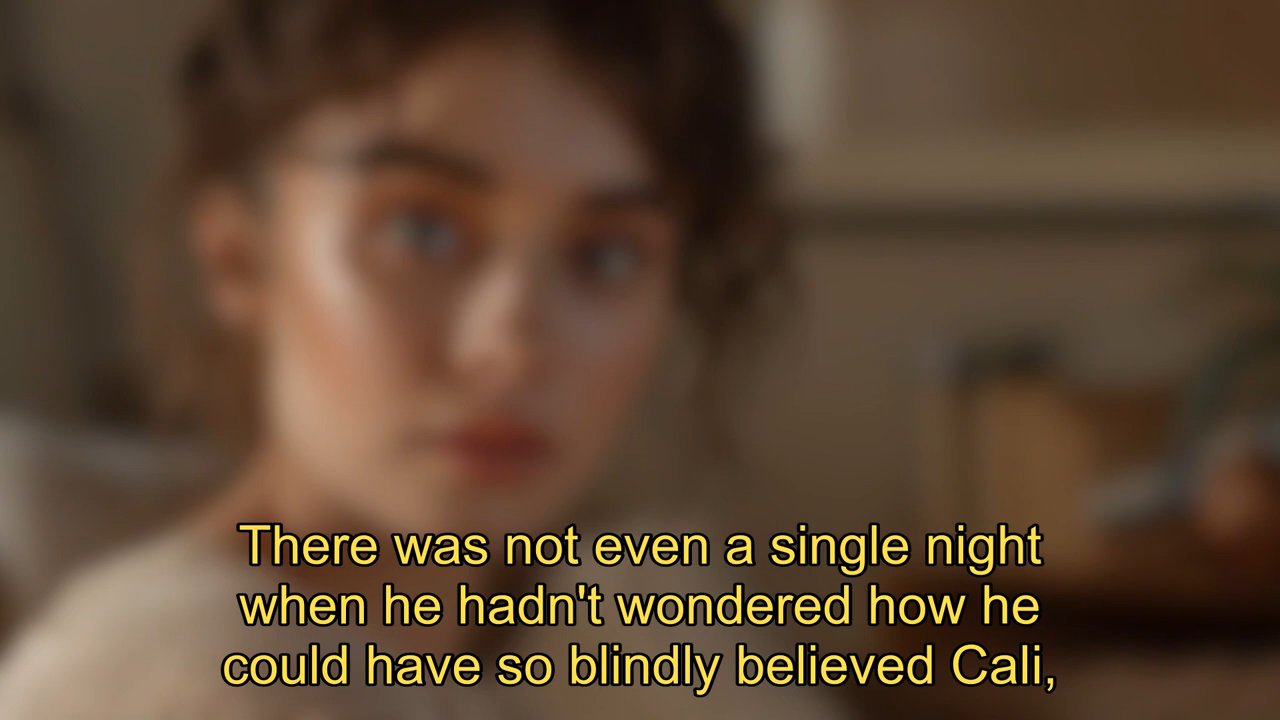 There was not even a single night
when he hadn't wondered how he
could have so blindly believed Cali,